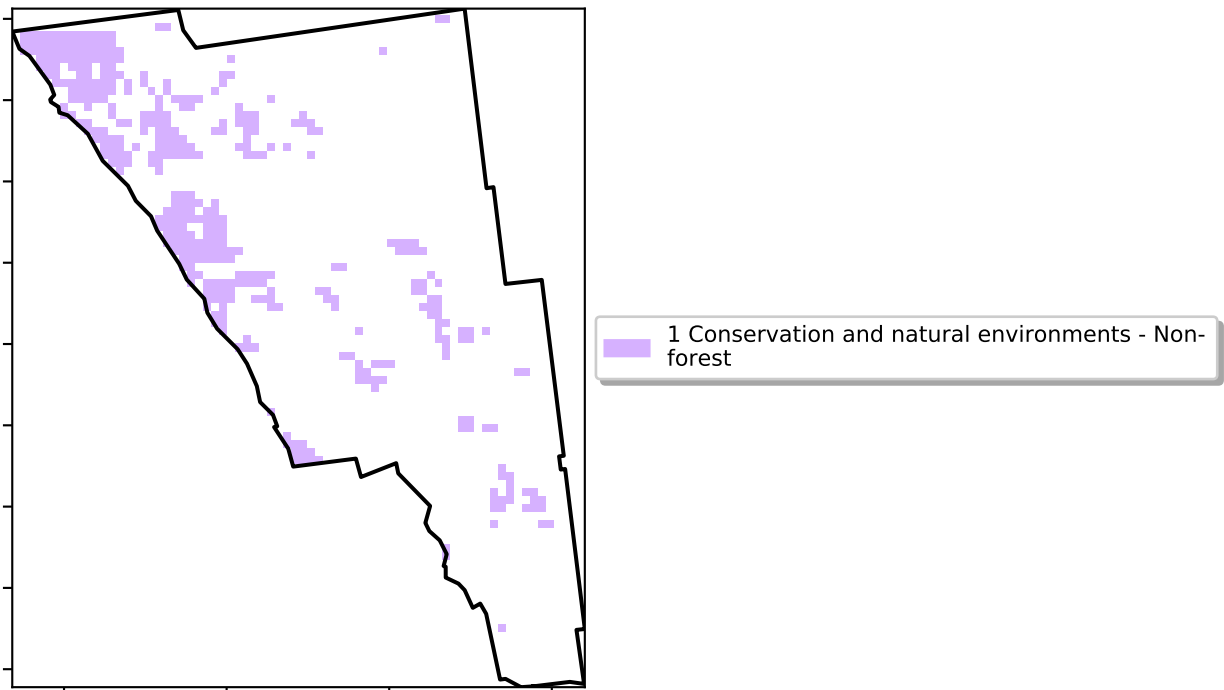 1 Conservation and natural environments - Non-
forest